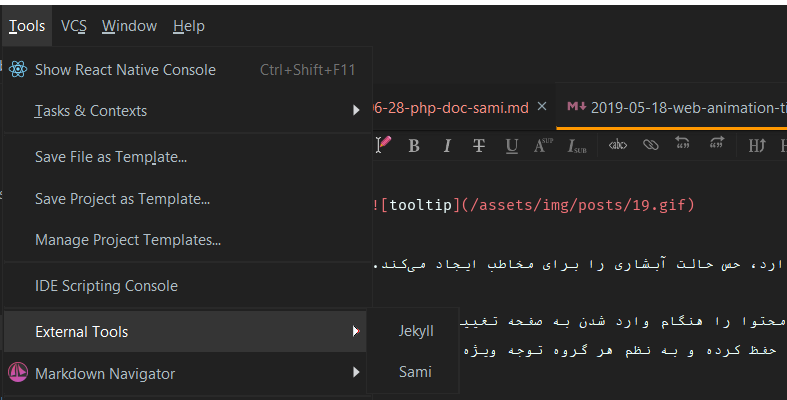 Tools VCS Window Help
Show React Native Console Ctrl+Shift+F11
Tasks & Contexts
Save File as Template...
Save Project as Template...
Manage Project Templates...
IDE Scripting Console
External Tools
Markdown Navigator
Jekyll
Sami
6-28-php-doc-sami.md
2019-05-18-web-animation-ti
B I T U A SUP I SUB <abc> H H
![tooltip](/assets/img/posts/19.gif)
ارد، حس حالت آبشاری را برای مخاطب ایجاد می‌کند.
محتوا را هنگام وارد شدن به صفحه تغییر
حفظ کرده و به نظم هر گروه توجه ویژه